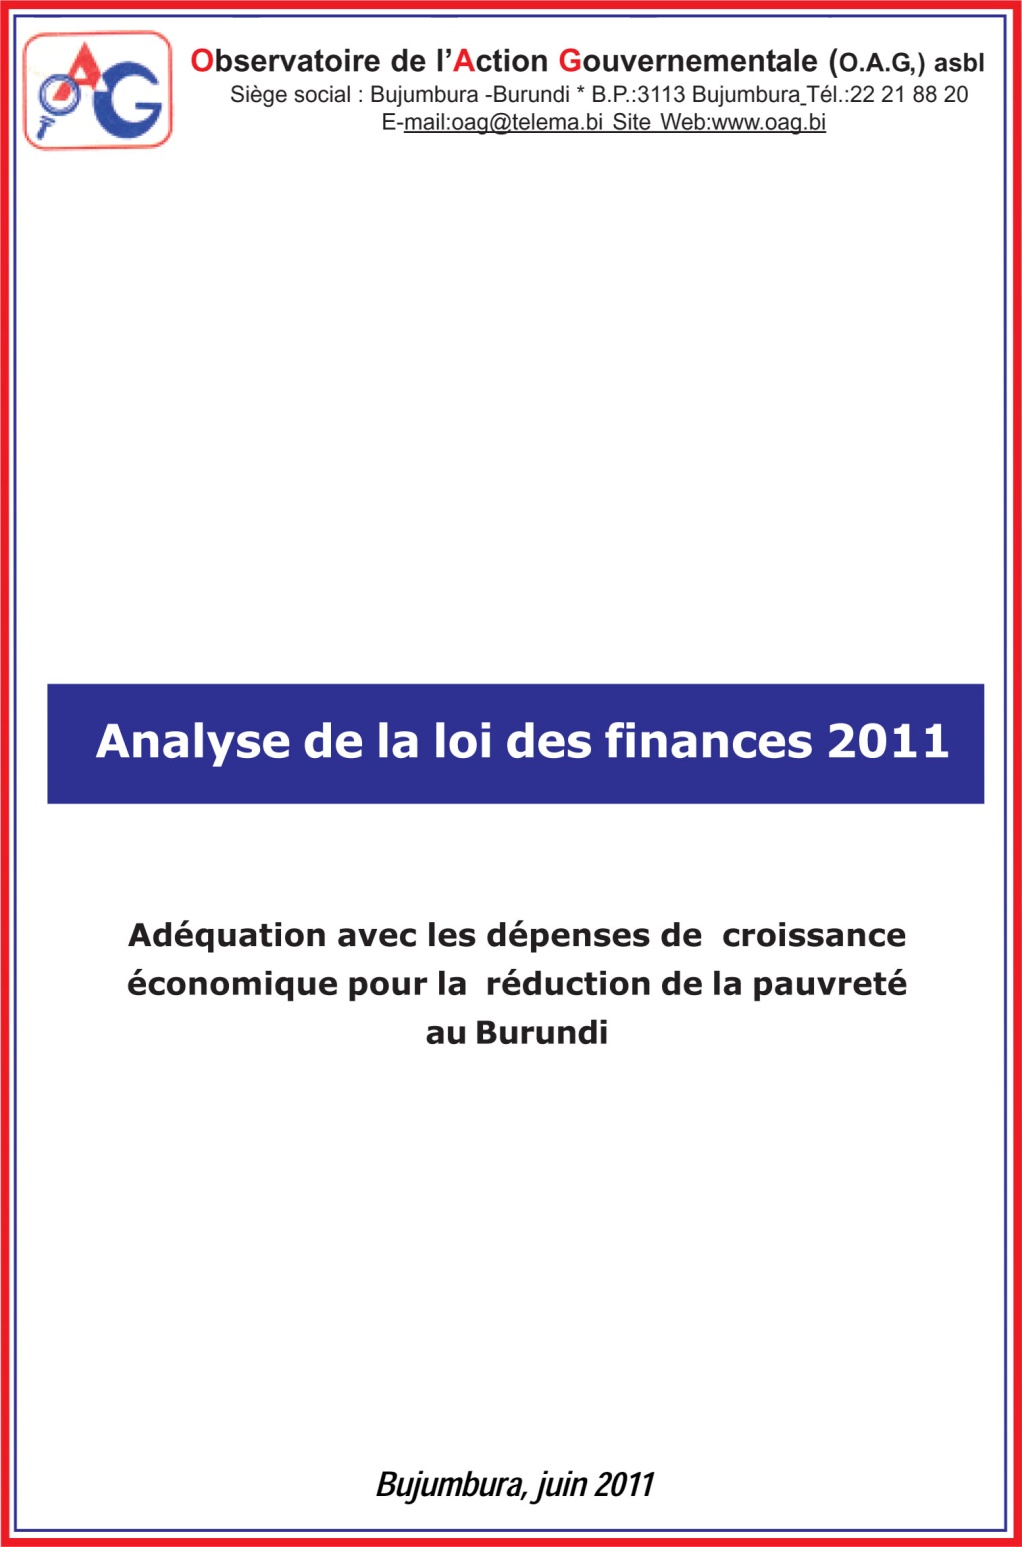 OAG
Observatoire de l’Action Gouvernementale (O.A.G,) asbl
Siège social : Bujumbura -Burundi * B.P.:3113 Bujumbura Tél.:22 21 88 20
E-mail:oag@telema.bi Site Web:www.oag.bi
Analyse de la loi des finances 2011
Adéquation avec les dépenses de croissance
économique pour la réduction de la pauvreté
au Burundi
Bujumbura, juin 2011